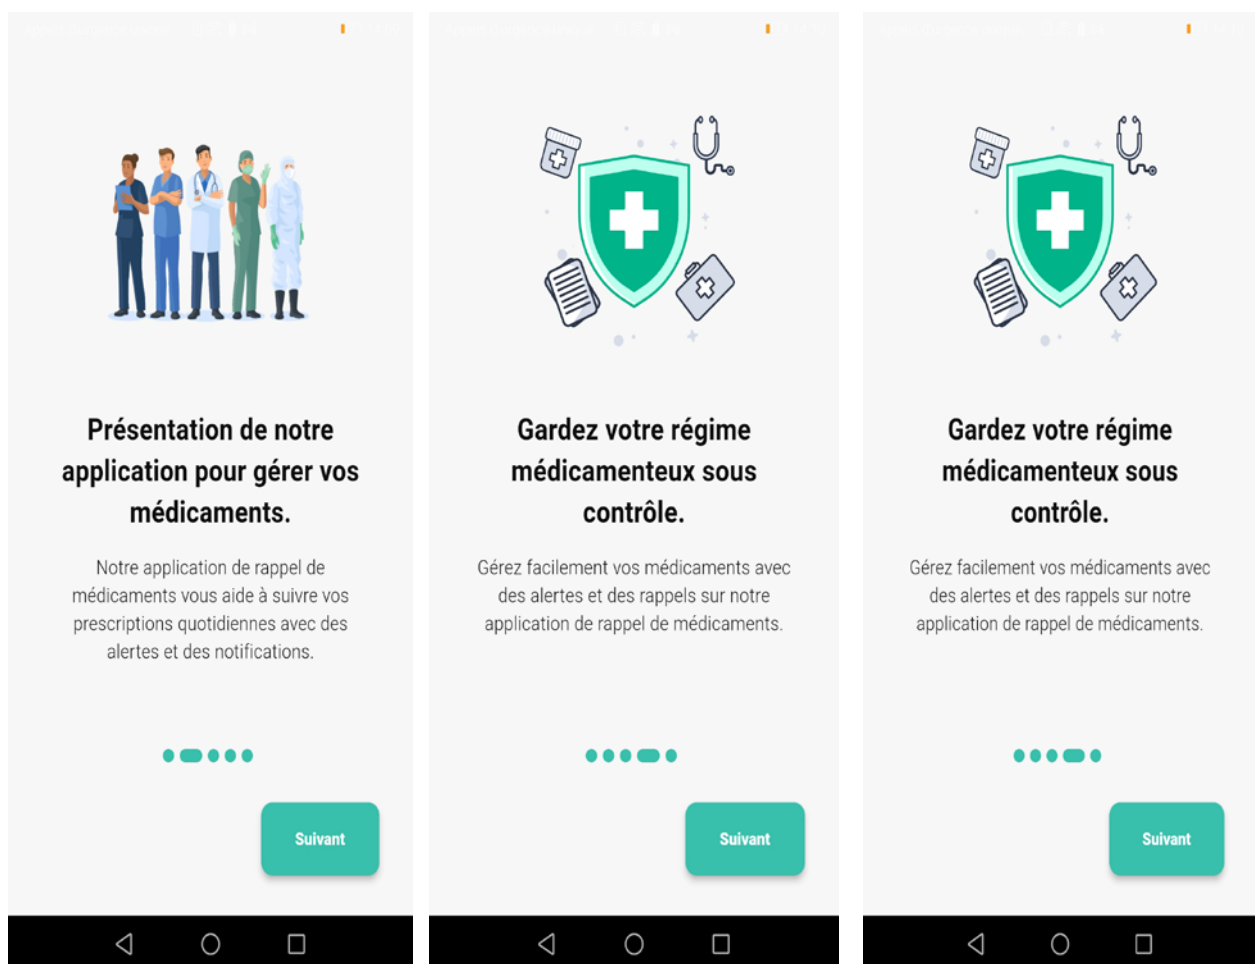 Présentation de notre
application pour gérer vos
médicaments.
Notre application de rappel de
médicaments vous aide à suivre vos
prescriptions quotidiennes avec des
alertes et des notifications.
Suivant
Gardez votre régime
médicamenteux sous
contrôle.
Gérez facilement vos médicaments avec
des alertes et des rappels sur notre
application de rappel de médicaments.
Suivant
Gardez votre régime
médicamenteux sous
contrôle.
Gérez facilement vos médicaments avec
des alertes et des rappels sur notre
application de rappel de médicaments.
Suivant